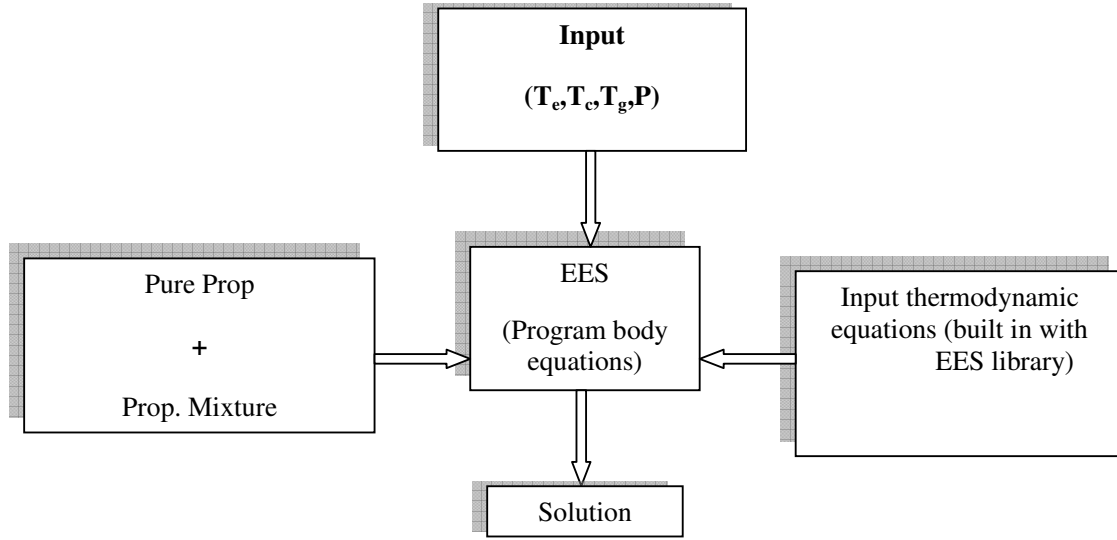 Input
(Te,Tc,Tg,P)
Pure Prop
+
Prop. Mixture
EES
(Program body
equations)
Input thermodynamic
equations (built in with
EES library)
Solution